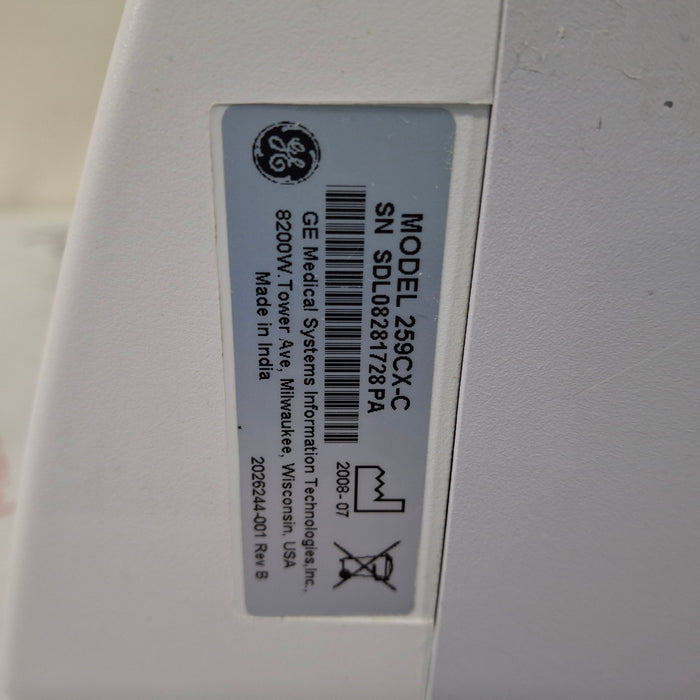 MODEL 259CX-C
SN SDL08281728PA
2008-07
GE Medical Systems Information Technologies,Inc.,
8200W.Tower Ave, Milwaukee, Wisconsin, USA
Made in India
2026244-001 Rev B
GE